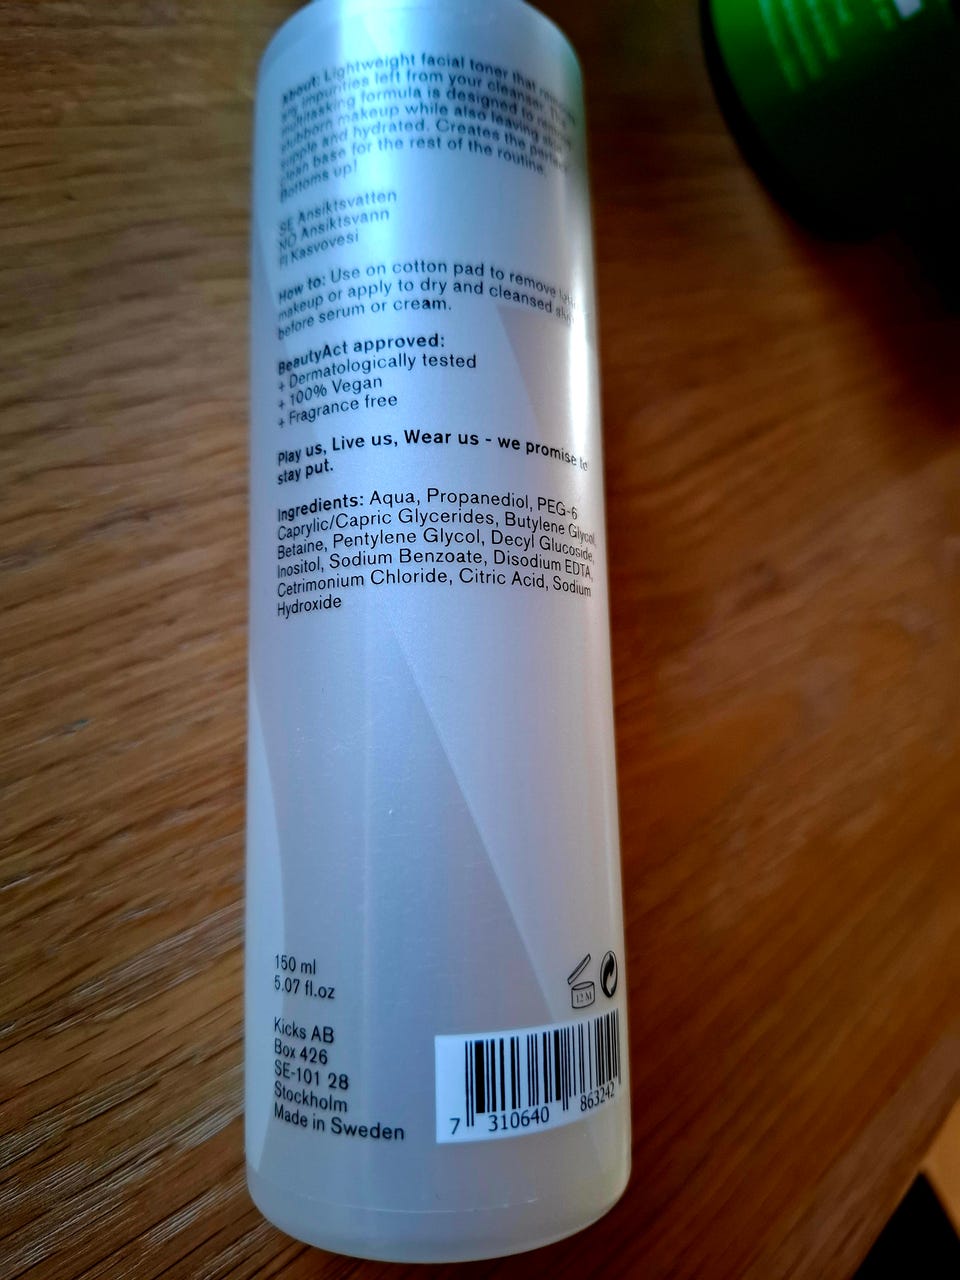 About: Lightweight facial toner that removes
any impurities left from your cleanser. The
multitasking formula is designed to remove
stubborn makeup while also leaving skin
supple and hydrated. Creates the perfect
clean base for the rest of the routine.
Bottoms up!
SE Ansiktsvatten
NO Ansiktsvann
FI Kasvovesi
How to: Use on cotton pad to remove
makeup or apply to dry and cleansed skin
before serum or cream.
BeautyAct approved:
+ Dermatologically tested
+ 100% Vegan
+ Fragrance free
Play us, Live us, Wear us - we promise to
stay put.
Ingredients: Aqua, Propanediol, PEG-6
Caprylic/Capric Glycerides, Butylene Glycol,
Betaine, Pentylene Glycol, Decyl Glucoside,
Inositol, Sodium Benzoate, Disodium EDTA,
Cetrimonium Chloride, Citric Acid, Sodium
Hydroxide
150 ml
5.07 fl.oz
12 M
Kicks AB
Box 426
SE-101 28
Stockholm
Made in Sweden
7 310640 863242